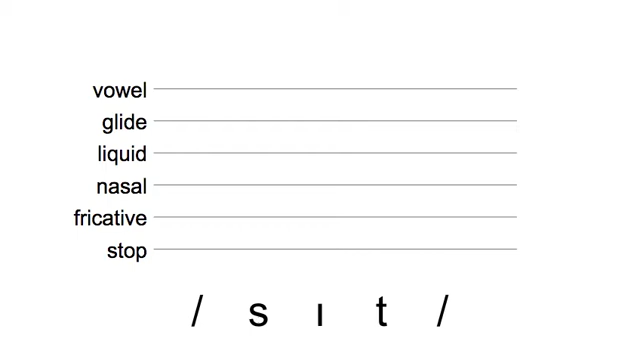 vowel
glide
liquid
nasal
fricative
stop
/ s ı t /